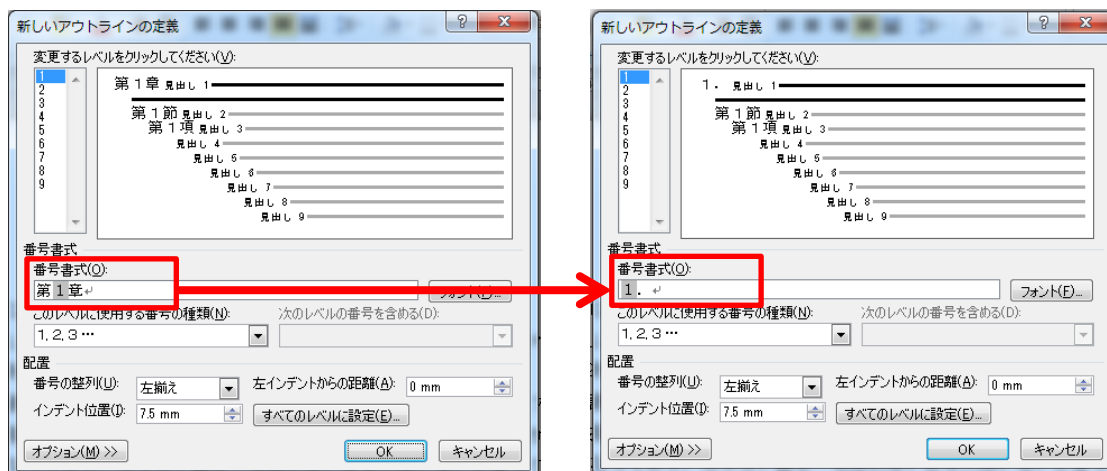 新しいアウトラインの定義
変更するレベルをクリックしてください(V):
1
2
3
4
5
6
7
8
9
第1章 見出し 1
第1節 見出し 2
第1項 見出し 3
見出し 4
見出し 5
見出し 6
見出し 7
見出し 8
見出し 9
番号書式
番号書式(O):
第1章↵
フォント(F)...
このレベルに使用する番号の種類(N):
次のレベルの番号を含める(D):
1, 2, 3 …
配置
番号の整列(U):
左揃え
左インデントからの距離(A):
0 mm
インデント位置(I):
7.5 mm
すべてのレベルに設定(E)...
オプション(M) >>
OK
キャンセル
新しいアウトラインの定義
変更するレベルをクリックしてください(V):
1
2
3
4
5
6
7
8
9
1. 見出し 1
第1節 見出し 2
第1項 見出し 3
見出し 4
見出し 5
見出し 6
見出し 7
見出し 8
見出し 9
番号書式
番号書式(O):
1. ↵
フォント(F)...
このレベルに使用する番号の種類(N):
次のレベルの番号を含める(D):
1, 2, 3 …
配置
番号の整列(U):
左揃え
左インデントからの距離(A):
0 mm
インデント位置(I):
7.5 mm
すべてのレベルに設定(E)...
オプション(M) >>
OK
キャンセル